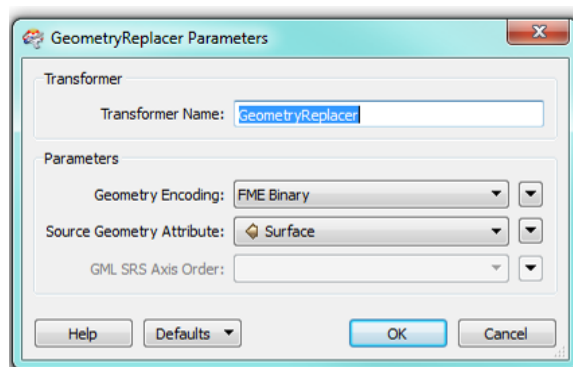 GeometryReplacer Parameters
Transformer
Transformer Name: GeometryReplacer
Parameters
Geometry Encoding: FME Binary
Source Geometry Attribute: Surface
GML SRS Axis Order:
Help Defaults OK Cancel